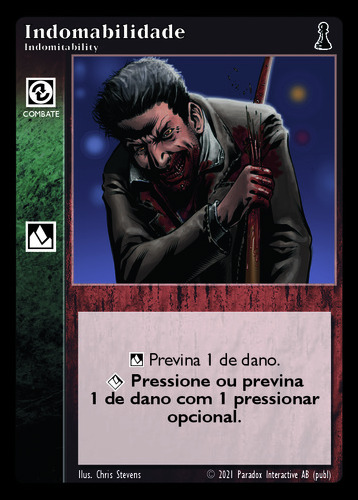 Indomabilidade
Indomitability
COMBATE
Previna 1 de dano.
Pressione ou previna
1 de dano com 1 pressionar
opcional.
Ilus. Chris Stevens © 2021 Paradox Interactive AB (publ)